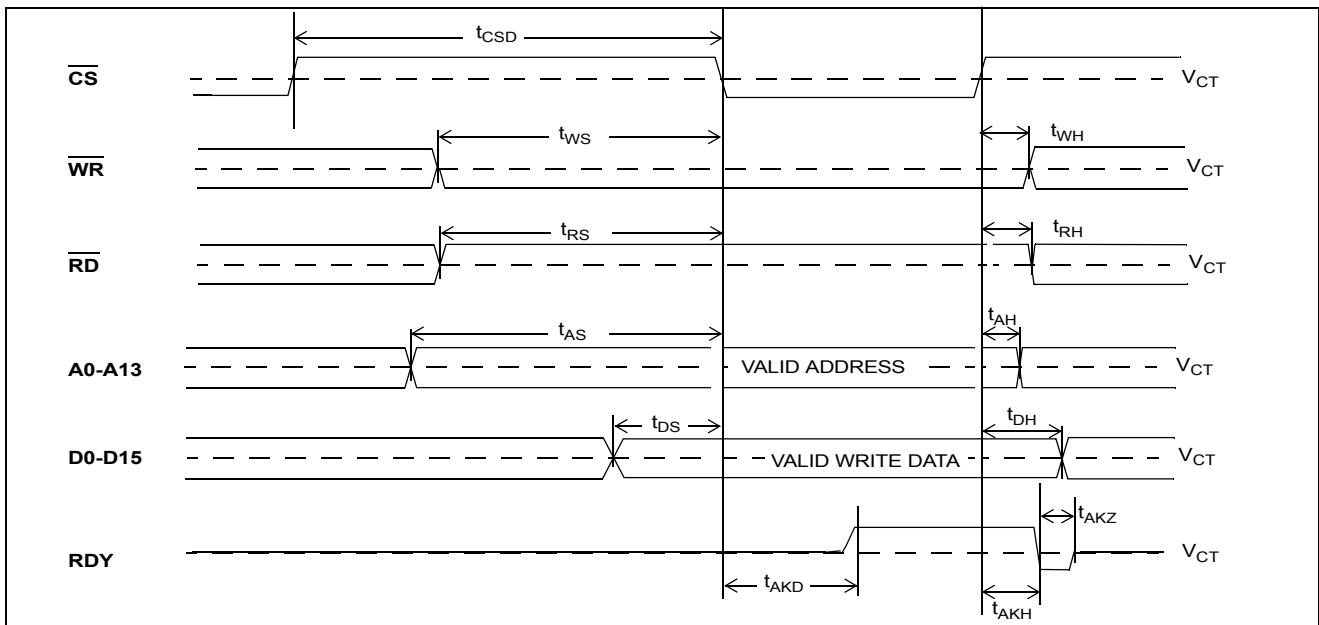 tCSD
CS VCT
tWS tWH
WR VCT
tRS tRH
RD VCT
tAS tAH
A0-A13 VALID ADDRESS VCT
tDS tDH
D0-D15 VALID WRITE DATA VCT
tAKZ
RDY VCT
tAKD tAKH